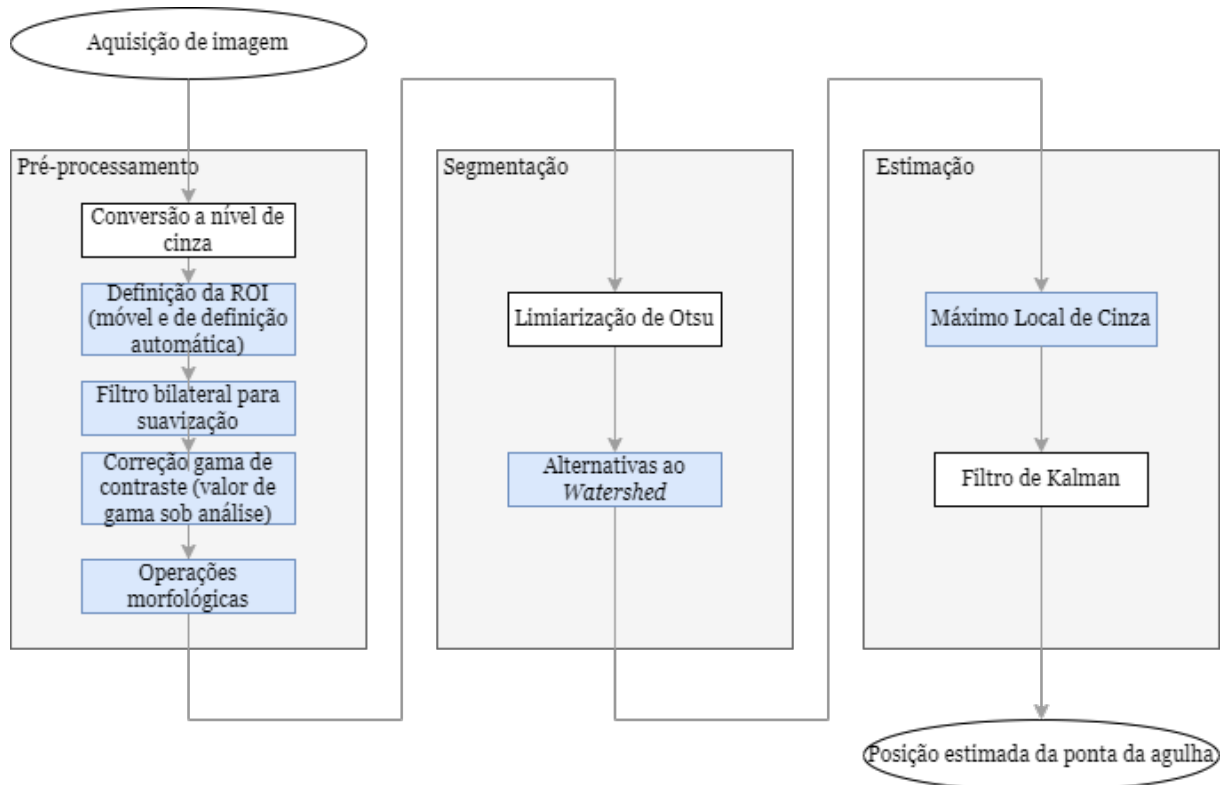 Aquisição de imagem
Pré-processamento
Conversão a nível de
cinza
Definição da ROI
(móvel e de definição
automática)
Filtro bilateral para
suavização
Correção gama de
contraste (valor de
gama sob análise)
Operações
morfológicas
Segmentação
Limiarização de Otsu
Alternativas ao
Watershed
Estimação
Máximo Local de Cinza
Filtro de Kalman
Posição estimada da ponta da agulha